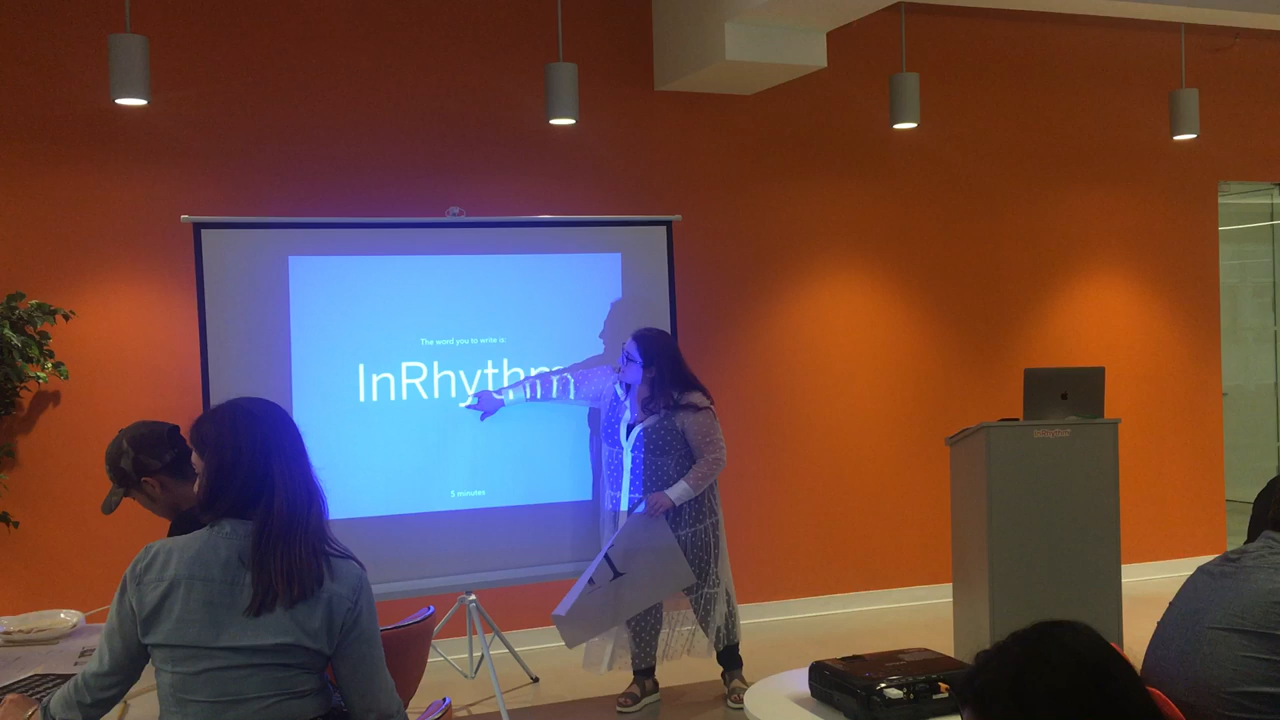 The word you to write is:
InRhythm
5 minutes
inRhythm